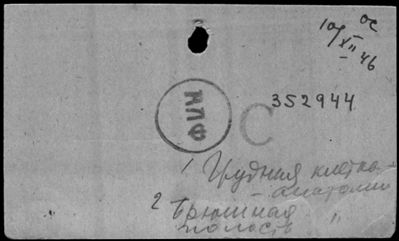 ОС
10/XII-46
КЛФ
352944
С
1 Грудная клетка -
- анатомия
2 Брюшная "
полость